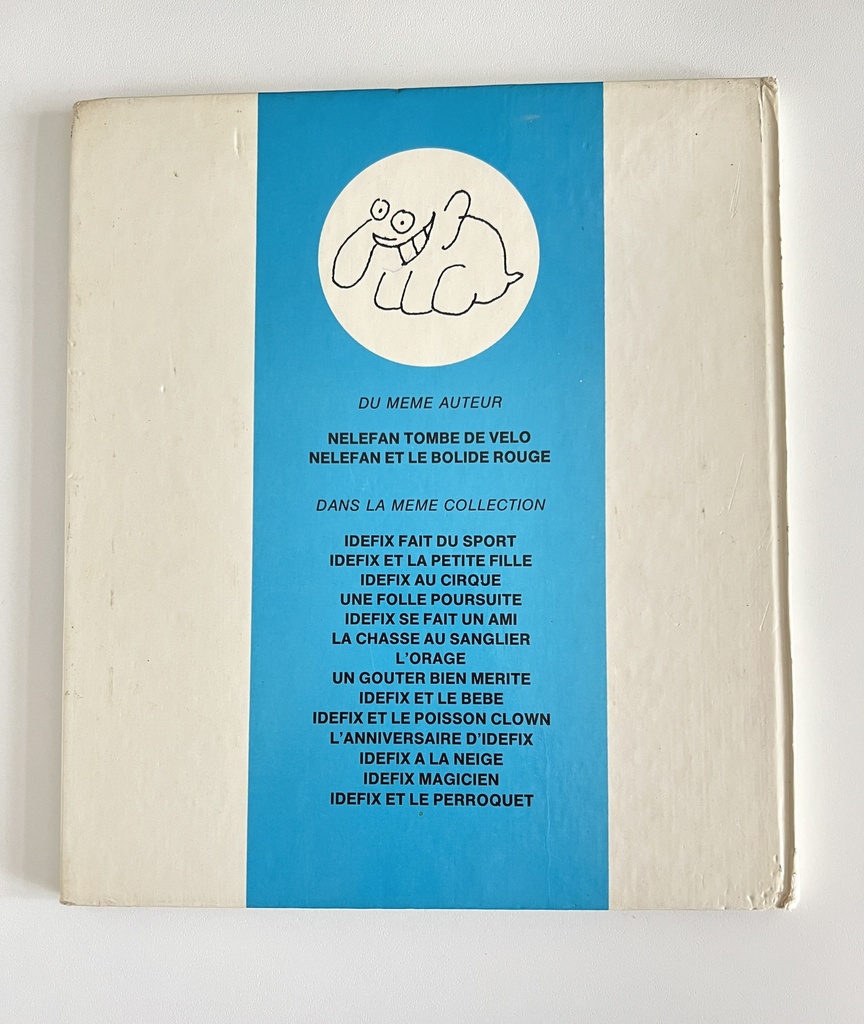 DU MEME AUTEUR
NELEFAN TOMBE DE VELO
NELEFAN ET LE BOLIDE ROUGE
DANS LA MEME COLLECTION
IDEFIX FAIT DU SPORT
IDEFIX ET LA PETITE FILLE
IDEFIX AU CIRQUE
UNE FOLLE POURSUITE
IDEFIX SE FAIT UN AMI
LA CHASSE AU SANGLIER
L'ORAGE
UN GOUTER BIEN MERITE
IDEFIX ET LE BEBE
IDEFIX ET LE POISSON CLOWN
L'ANNIVERSAIRE D'IDEFIX
IDEFIX A LA NEIGE
IDEFIX MAGICIEN
IDEFIX ET LE PERROQUET